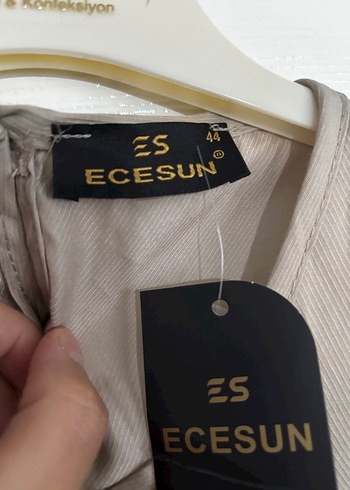 & Konfeksiyon
44
ES
ECESUN®
ES
ECESUN